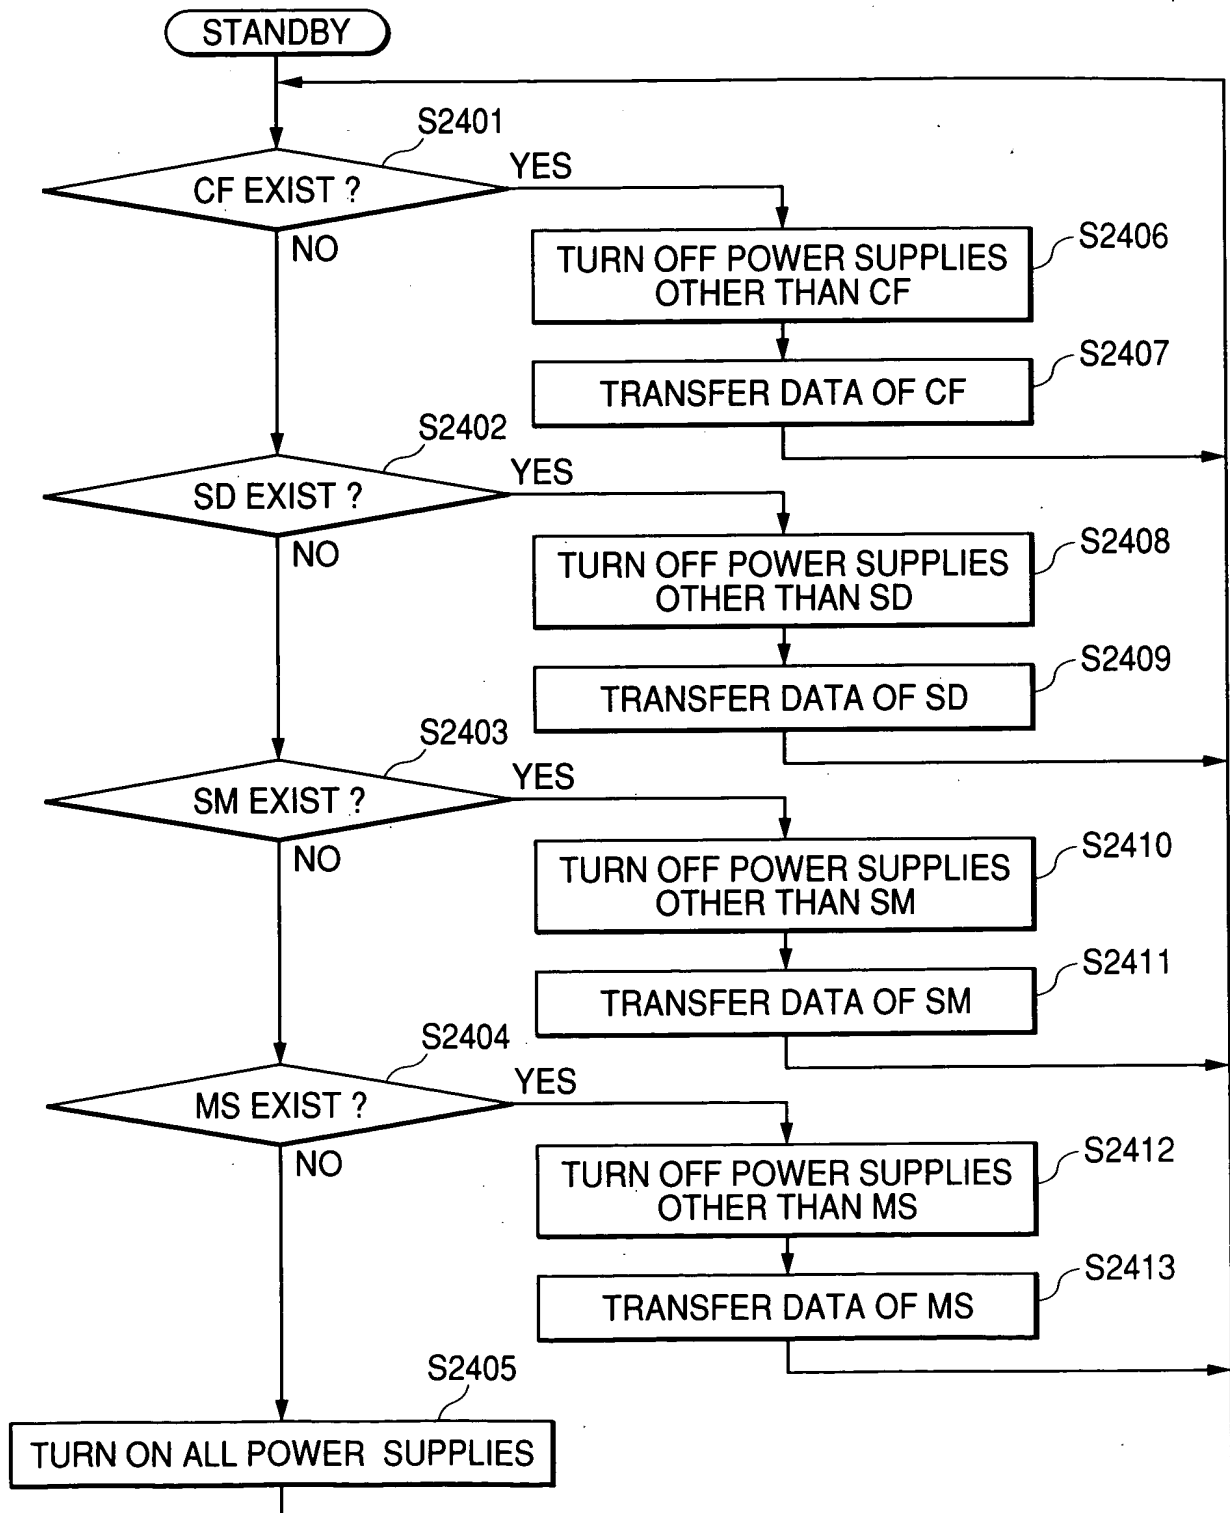 STANDBY
S2401
CF EXIST ?
YES
NO
S2406
TURN OFF POWER SUPPLIES
OTHER THAN CF
S2407
TRANSFER DATA OF CF
S2402
SD EXIST ?
YES
NO
S2408
TURN OFF POWER SUPPLIES
OTHER THAN SD
S2409
TRANSFER DATA OF SD
S2403
SM EXIST ?
YES
NO
S2410
TURN OFF POWER SUPPLIES
OTHER THAN SM
S2411
TRANSFER DATA OF SM
S2404
MS EXIST ?
YES
NO
S2412
TURN OFF POWER SUPPLIES
OTHER THAN MS
S2413
TRANSFER DATA OF MS
S2405
TURN ON ALL POWER SUPPLIES